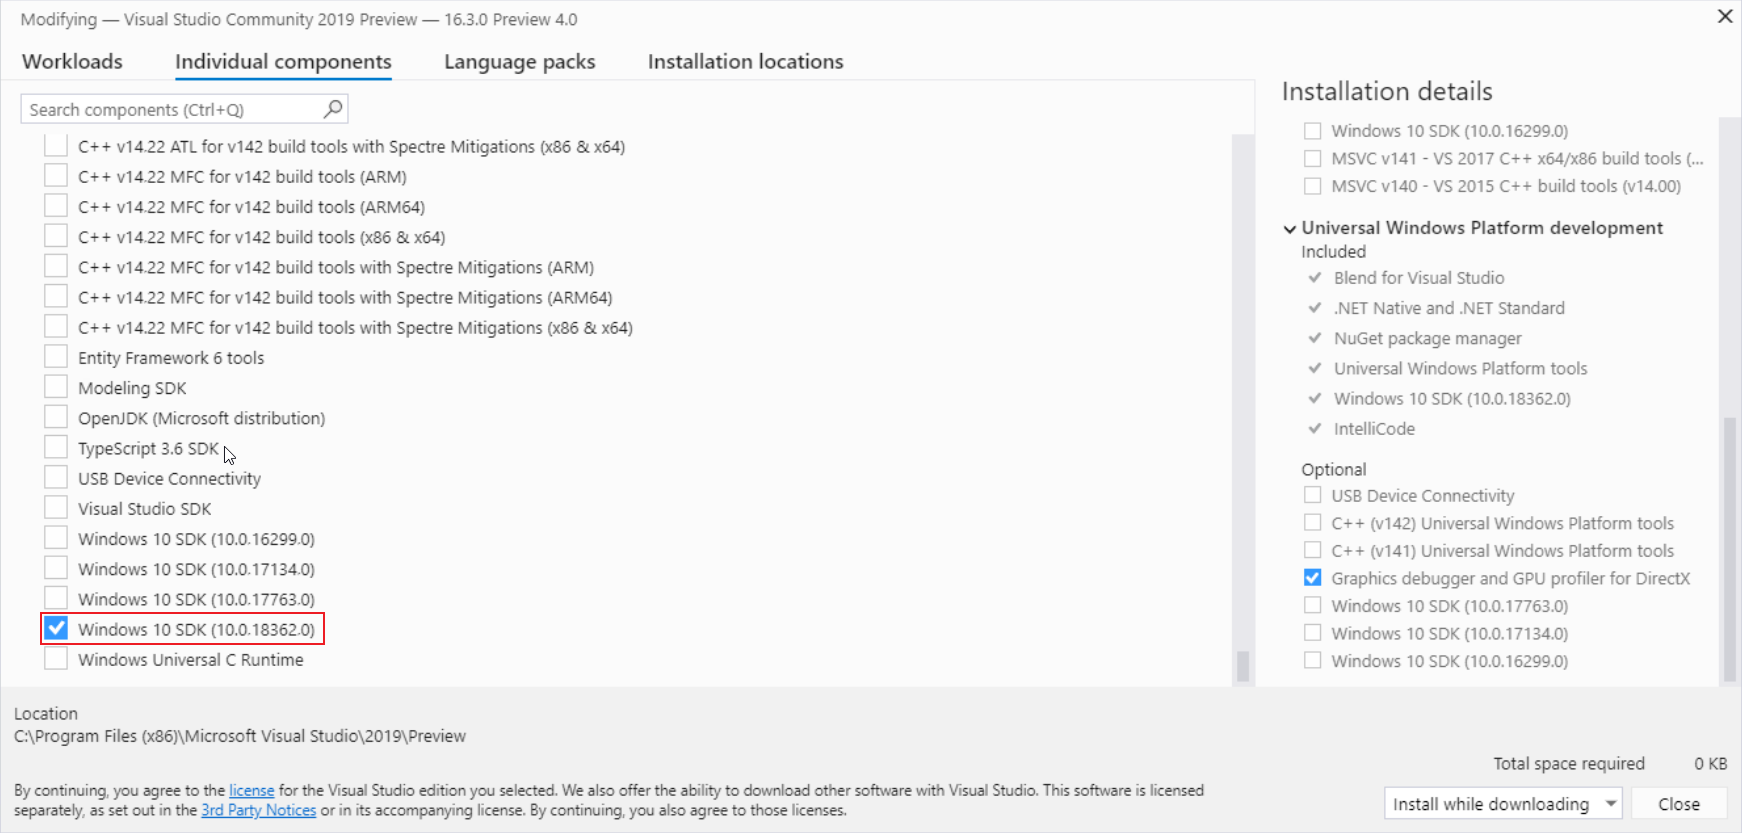 Modifying — Visual Studio Community 2019 Preview — 16.3.0 Preview 4.0
Workloads
Individual components
Language packs
Installation locations
Search components (Ctrl+Q)
C++ v14.22 ATL for v142 build tools with Spectre Mitigations (x86 & x64)
C++ v14.22 MFC for v142 build tools (ARM)
C++ v14.22 MFC for v142 build tools (ARM64)
C++ v14.22 MFC for v142 build tools (x86 & x64)
C++ v14.22 MFC for v142 build tools with Spectre Mitigations (ARM)
C++ v14.22 MFC for v142 build tools with Spectre Mitigations (ARM64)
C++ v14.22 MFC for v142 build tools with Spectre Mitigations (x86 & x64)
Entity Framework 6 tools
Modeling SDK
OpenJDK (Microsoft distribution)
TypeScript 3.6 SDK
USB Device Connectivity
Visual Studio SDK
Windows 10 SDK (10.0.16299.0)
Windows 10 SDK (10.0.17134.0)
Windows 10 SDK (10.0.17763.0)
Windows 10 SDK (10.0.18362.0)
Windows Universal C Runtime
Installation details
Windows 10 SDK (10.0.16299.0)
MSVC v141 - VS 2017 C++ x64/x86 build tools (...
MSVC v140 - VS 2015 C++ build tools (v14.00)
Universal Windows Platform development
Included
Blend for Visual Studio
.NET Native and .NET Standard
NuGet package manager
Universal Windows Platform tools
Windows 10 SDK (10.0.18362.0)
IntelliCode
Optional
USB Device Connectivity
C++ (v142) Universal Windows Platform tools
C++ (v141) Universal Windows Platform tools
Graphics debugger and GPU profiler for DirectX
Windows 10 SDK (10.0.17763.0)
Windows 10 SDK (10.0.17134.0)
Windows 10 SDK (10.0.16299.0)
Location
C:\Program Files (x86)\Microsoft Visual Studio\2019\Preview
Total space required 0 KB
By continuing, you agree to the license for the Visual Studio edition you selected. We also offer the ability to download other software with Visual Studio. This software is licensed
separately, as set out in the 3rd Party Notices or in its accompanying license. By continuing, you also agree to those licenses.
Install while downloading
Close